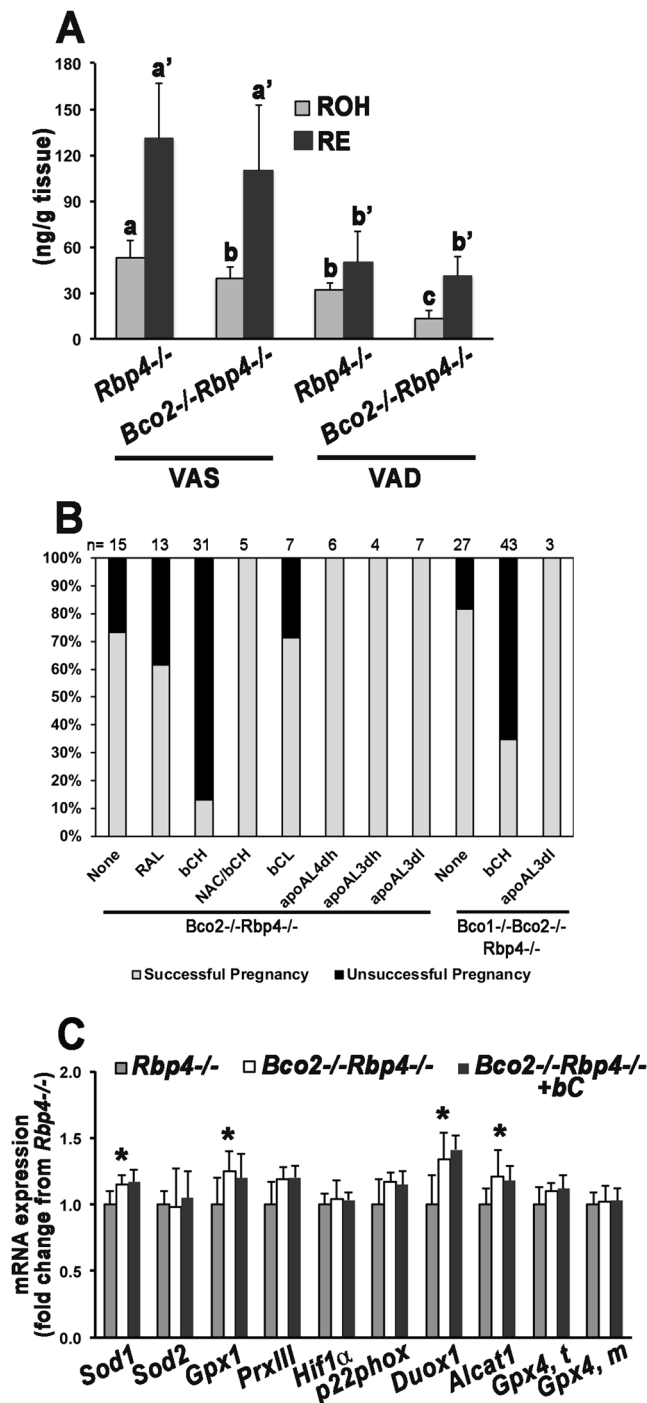 A
180
150
120
90
60
30
0
(ng/g tissue)
a
a'
b
a'
b
b'
c
b'
ROH
RE
Rbp4-/-
Bco2-/-Rbp4-/-
Rbp4-/-
Bco2-/-Rbp4-/-
VAS
VAD
B
n= 15 13 31 5 7 6 4 7 27 43 3
100%
90%
80%
70%
60%
50%
40%
30%
20%
10%
0%
None
RAL
bCH
NAC/bCH
bCL
apoAL4dh
apoAL3dh
apoAL3dl
None
bCH
apoAL3dl
Bco2-/-Rbp4-/-
Bco1-/-Bco2-/-
Rbp4-/-
Successful Pregnancy
Unsuccessful Pregnancy
C
Rbp4-/-
Bco2-/-Rbp4-/-
Bco2-/-Rbp4-/-
+bC
mRNA expression
(fold change from Rbp4-/-)
2.0
1.5
1.0
0.5
0.0
*
*
*
*
Sod1
Sod2
Gpx1
PrxIII
Hif1α
p22phox
Duox1
Alcat1
Gpx4, t
Gpx4, m